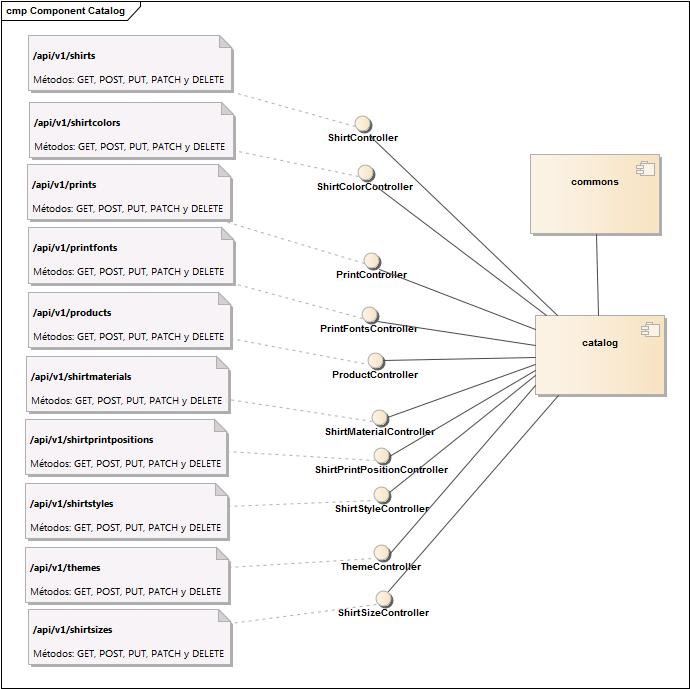 cmp Component Catalog
/api/v1/shirts
Métodos: GET, POST, PUT, PATCH y DELETE
ShirtController
/api/v1/shirtcolors
Métodos: GET, POST, PUT, PATCH y DELETE
ShirtColorController
commons
/api/v1/prints
Métodos: GET, POST, PUT, PATCH y DELETE
PrintController
/api/v1/printfonts
Métodos: GET, POST, PUT, PATCH y DELETE
PrintFontsController
/api/v1/products
Métodos: GET, POST, PUT, PATCH y DELETE
ProductController
catalog
/api/v1/shirtmaterials
Métodos: GET, POST, PUT, PATCH y DELETE
ShirtMaterialController
/api/v1/shirtprintpositions
Métodos: GET, POST, PUT, PATCH y DELETE
ShirtPrintPositionController
/api/v1/shirtstyles
Métodos: GET, POST, PUT, PATCH y DELETE
ShirtStyleController
/api/v1/themes
Métodos: GET, POST, PUT, PATCH y DELETE
ThemeController
/api/v1/shirtsizes
Métodos: GET, POST, PUT, PATCH y DELETE
ShirtSizeController